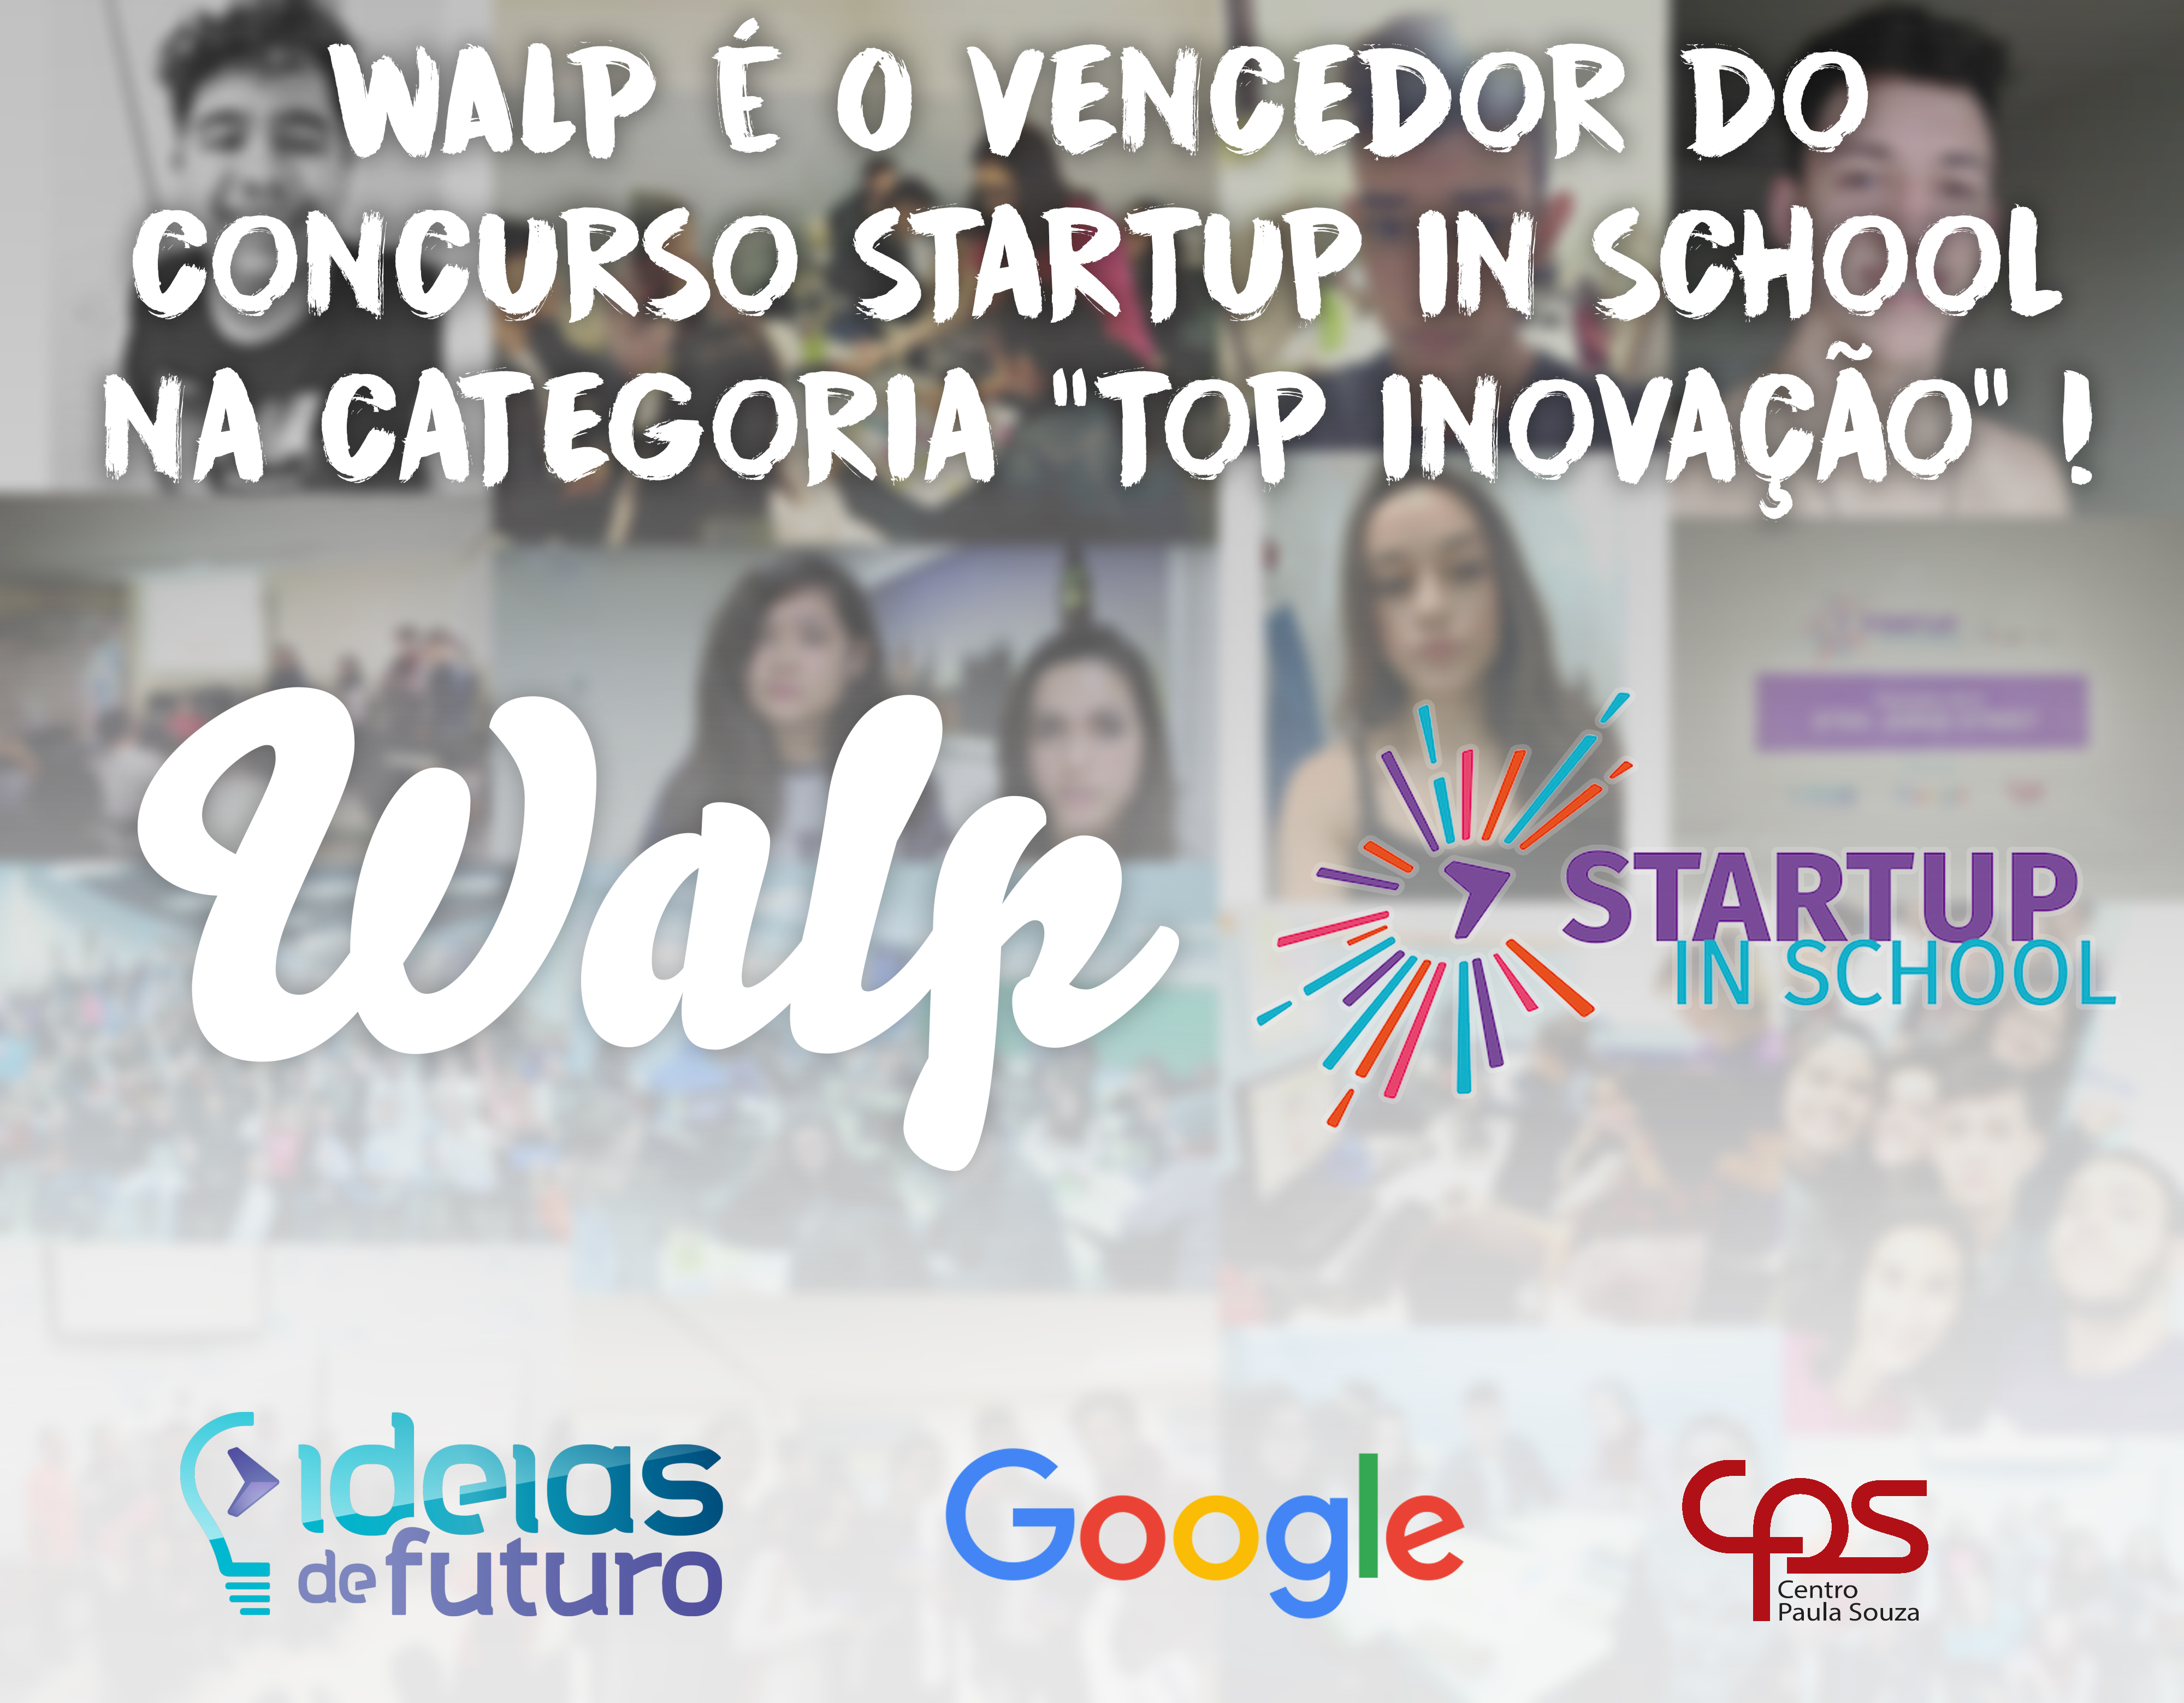 WALP É O VENCEDOR DO
CONCURSO STARTUP IN SCHOOL
NA CATEGORIA "TOP INOVAÇÃO" !
Walp
STARTUP
IN SCHOOL
ideias
de futuro
Google
cps
Centro
Paula Souza